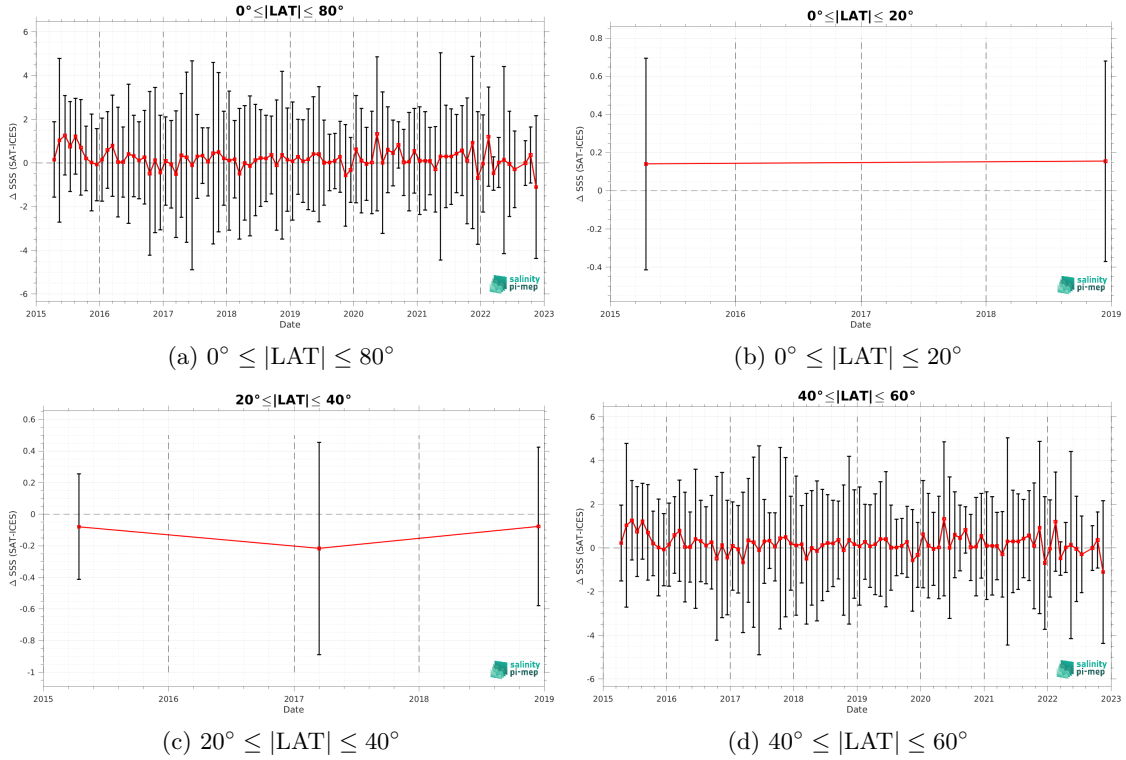 0°≤|LAT|≤ 80°
6
4
2
0
-2
-4
-6
Δ SSS (SAT-ICES)
2015 2016 2017 2018 2019 2020 2021 2022 2023
Date
salinity
pi-mep
(a) 0° ≤ |LAT| ≤ 80°
0°≤|LAT|≤ 20°
0.8
0.6
0.4
0.2
0
-0.2
-0.4
Δ SSS (SAT-ICES)
2015 2016 2017 2018 2019
Date
salinity
pi-mep
(b) 0° ≤ |LAT| ≤ 20°
20°≤|LAT|≤ 40°
0.6
0.4
0.2
0
-0.2
-0.4
-0.6
-0.8
-1
Δ SSS (SAT-ICES)
2015 2016 2017 2018 2019
Date
salinity
pi-mep
(c) 20° ≤ |LAT| ≤ 40°
40°≤|LAT|≤ 60°
6
4
2
0
-2
-4
-6
Δ SSS (SAT-ICES)
2015 2016 2017 2018 2019 2020 2021 2022 2023
Date
salinity
pi-mep
(d) 40° ≤ |LAT| ≤ 60°